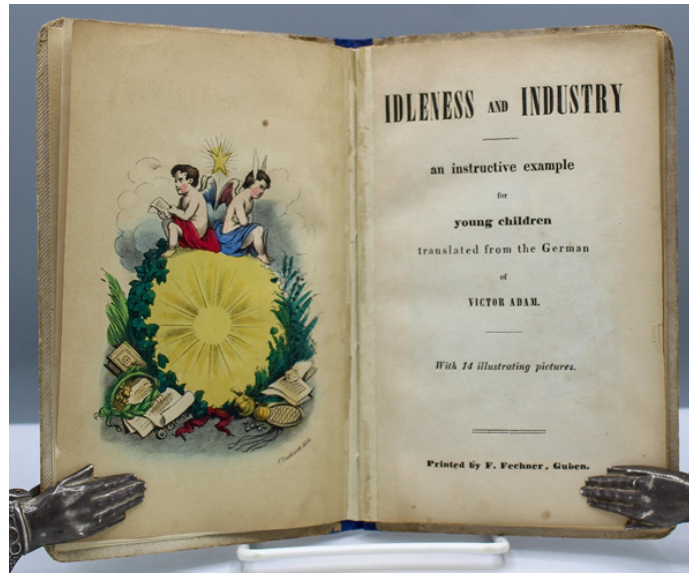 IDLENESS AND INDUSTRY
an instructive example
for
young children
translated from the German
of
VICTOR ADAM.
With 14 illustrating pictures.
Printed by F. Fechner, Guben.